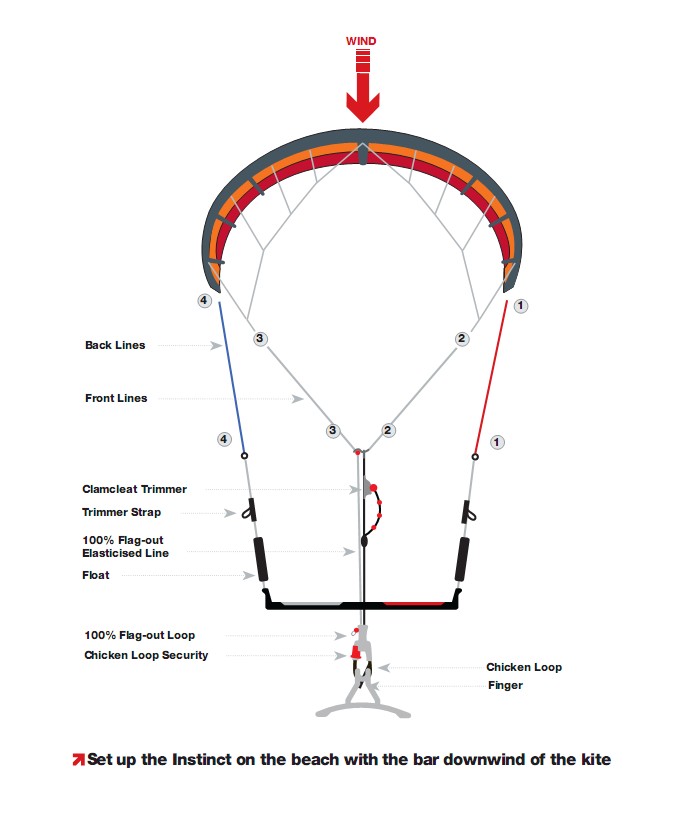 WIND
4
1
3
2
Back Lines
Front Lines
3
2
4
1
Clamcleat Trimmer
Trimmer Strap
100% Flag-out
Elasticised Line
Float
100% Flag-out Loop
Chicken Loop Security
Chicken Loop
Finger
Set up the Instinct on the beach with the bar downwind of the kite